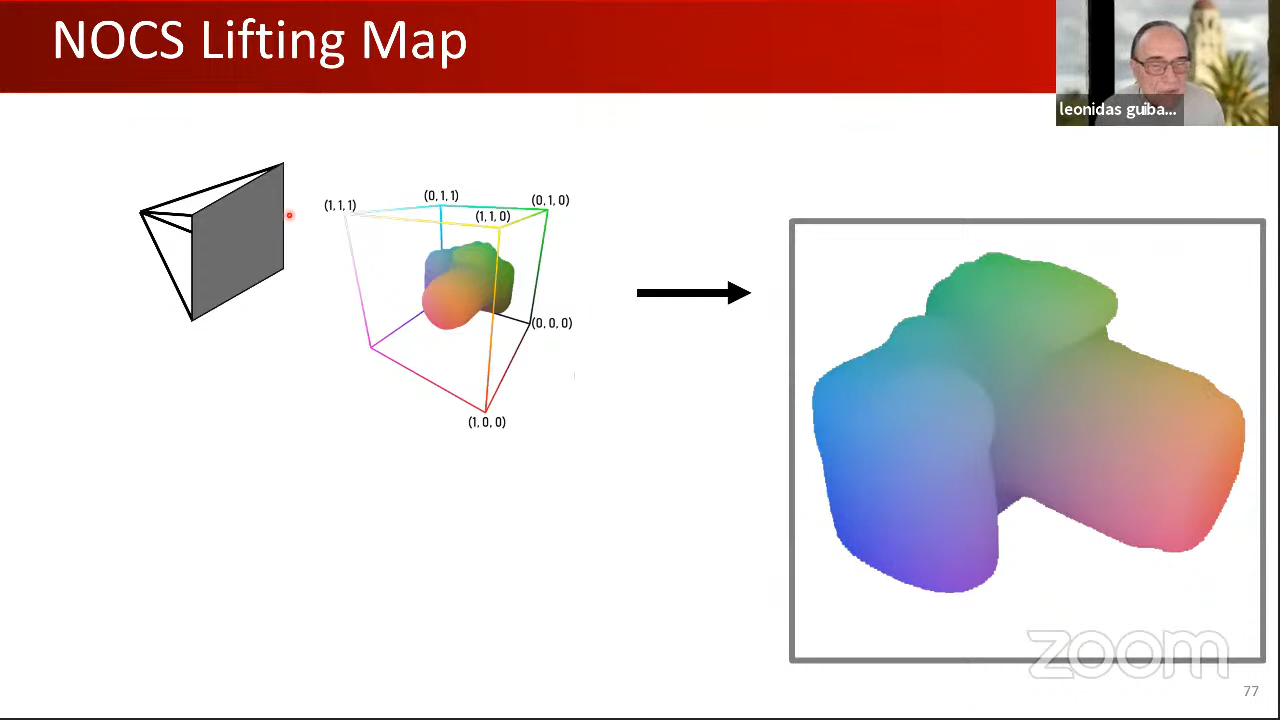 NOCS Lifting Map
leonidas guiba...
(1, 1, 1)
(0, 1, 1)
(0, 1, 0)
(1, 1, 0)
(0, 0, 0)
(1, 0, 0)
zoom
77